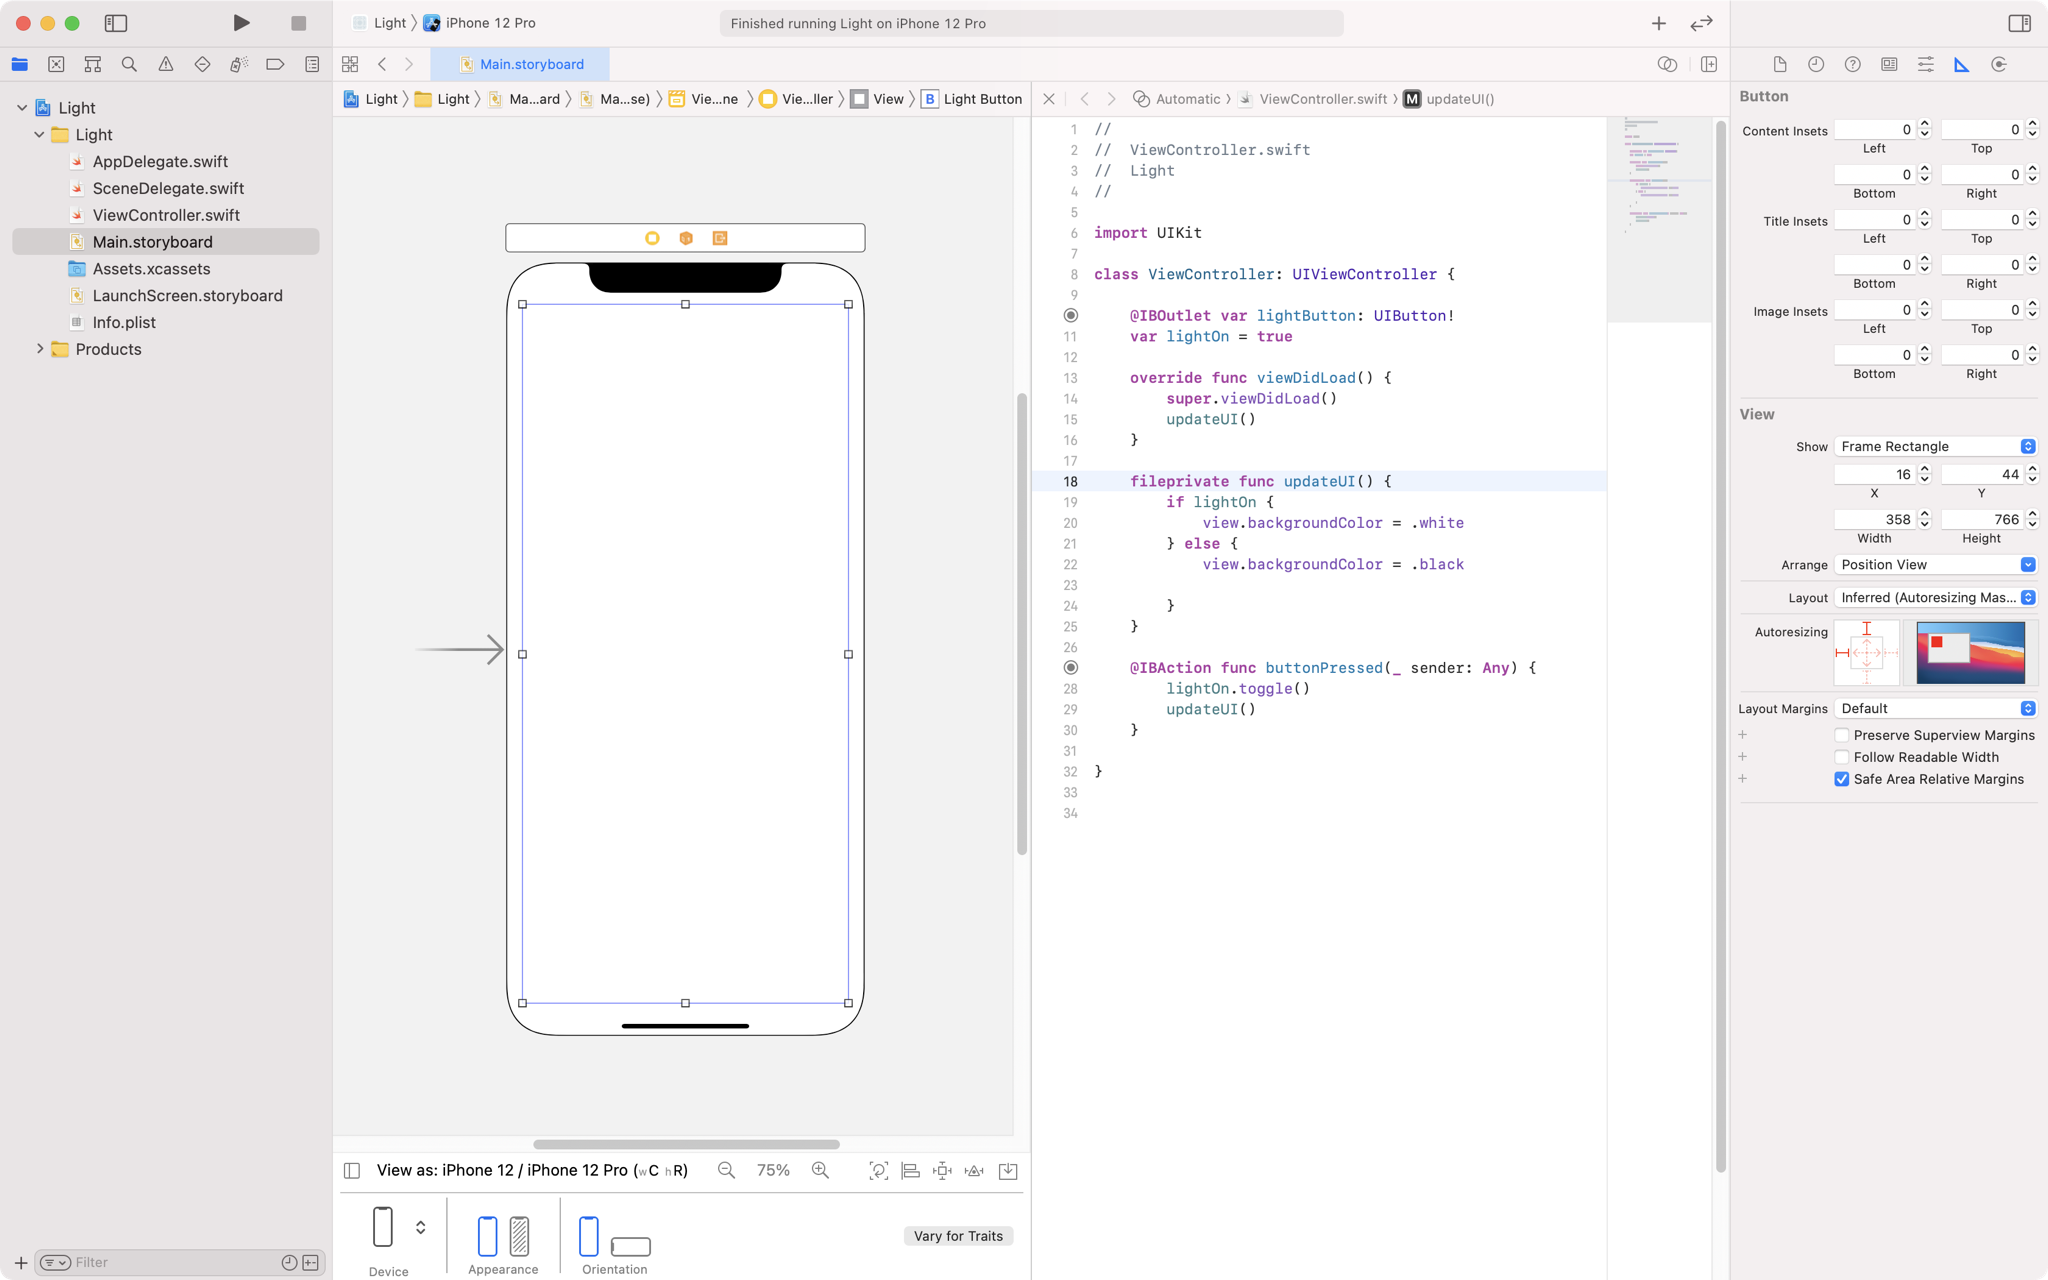 Light
iPhone 12 Pro
Finished running Light on iPhone 12 Pro
Main.storyboard
Light
Light
AppDelegate.swift
SceneDelegate.swift
ViewController.swift
Main.storyboard
Assets.xcassets
LaunchScreen.storyboard
Info.plist
Products
Filter
Light
Light
Ma...ard
Ma...se)
Vie...ne
Vie...ller
View
B Light Button
View as: iPhone 12 / iPhone 12 Pro (wC hR)
75%
Device
Appearance
Orientation
Vary for Traits
Automatic
ViewController.swift
M updateUI()
1 //
2 //  ViewController.swift
3 //  Light
4 //
5
6 import UIKit
7
8 class ViewController: UIViewController {
9
@IBOutlet var lightButton: UIButton!
11 var lightOn = true
12
13 override func viewDidLoad() {
14 super.viewDidLoad()
15 updateUI()
16 }
17
18 fileprivate func updateUI() {
19 if lightOn {
20 view.backgroundColor = .white
21 } else {
22 view.backgroundColor = .black
23
24 }
25 }
26
@IBAction func buttonPressed(_ sender: Any) {
28 lightOn.toggle()
29 updateUI()
30 }
31
32 }
33
34
Button
Content Insets 0 0
Left Top
0 0
Bottom Right
Title Insets 0 0
Left Top
0 0
Bottom Right
Image Insets 0 0
Left Top
0 0
Bottom Right
View
Show Frame Rectangle
16 44
X Y
358 766
Width Height
Arrange Position View
Layout Inferred (Autoresizing Mas...
Autoresizing
Layout Margins Default
Preserve Superview Margins
Follow Readable Width
Safe Area Relative Margins